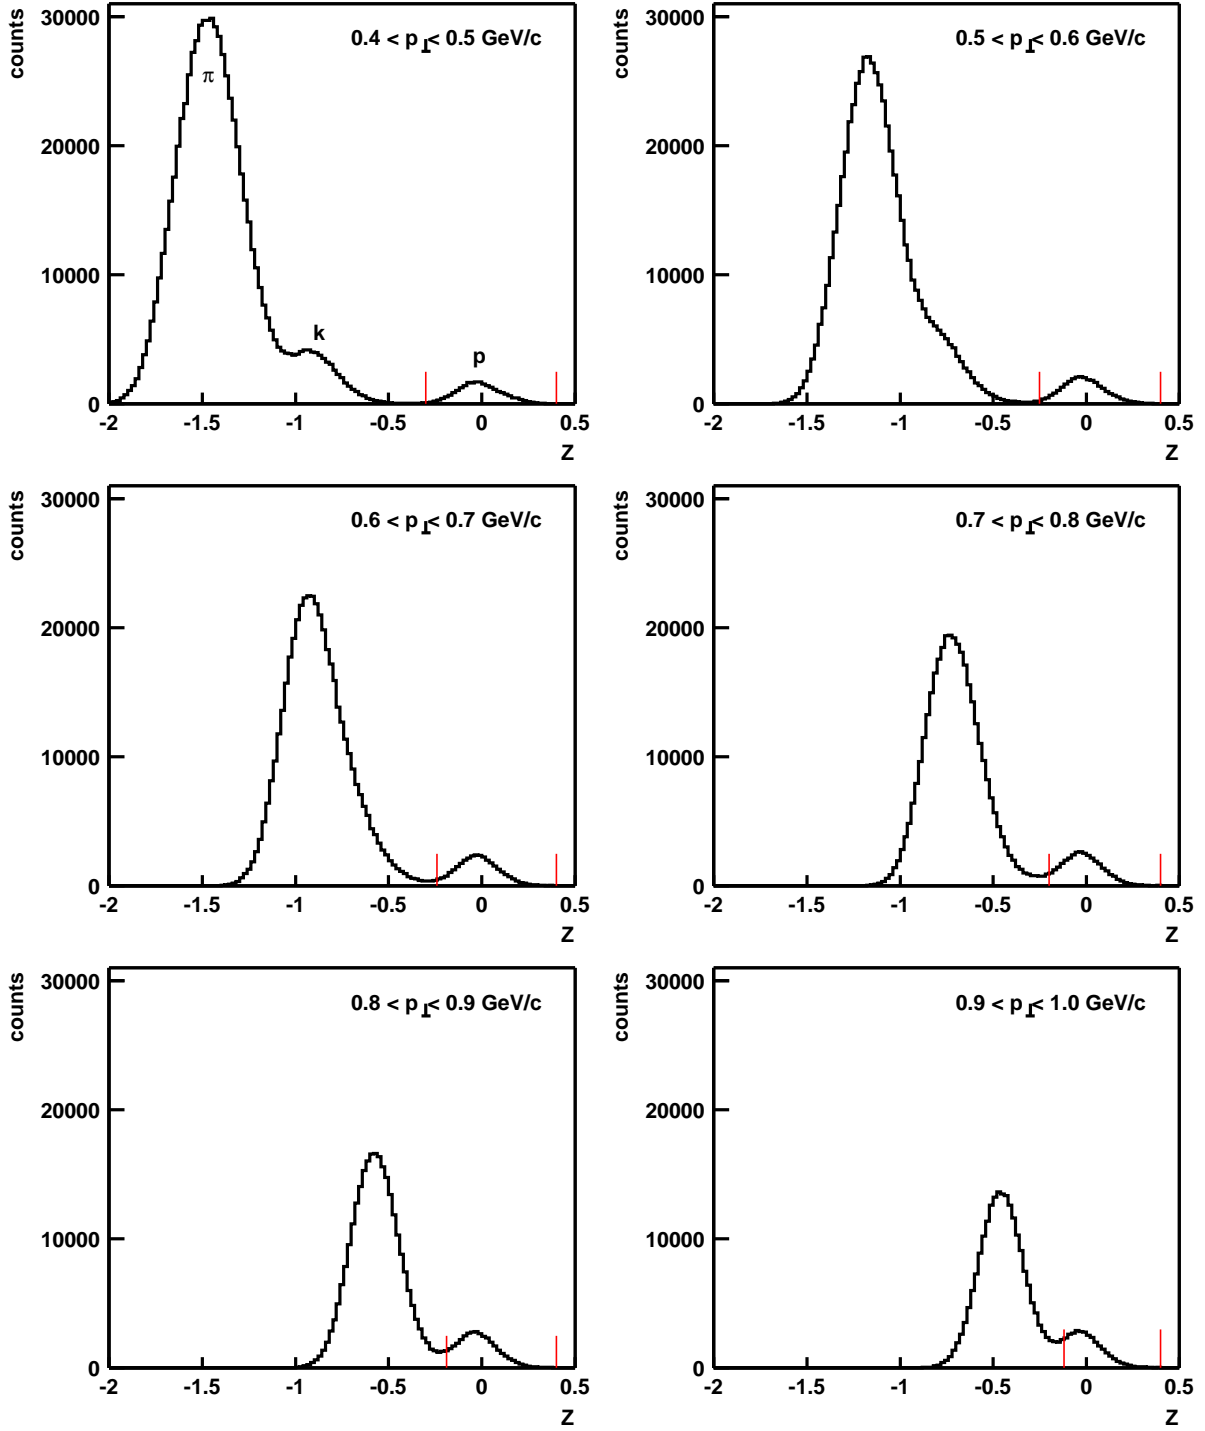 counts
30000
20000
10000
0
0.4 < p⊥< 0.5 GeV/c
π
k
p
-2 -1.5 -1 -0.5 0 0.5
Z
counts
30000
20000
10000
0
0.5 < p⊥< 0.6 GeV/c
-2 -1.5 -1 -0.5 0 0.5
Z
counts
30000
20000
10000
0
0.6 < p⊥< 0.7 GeV/c
-2 -1.5 -1 -0.5 0 0.5
Z
counts
30000
20000
10000
0
0.7 < p⊥< 0.8 GeV/c
-2 -1.5 -1 -0.5 0 0.5
Z
counts
30000
20000
10000
0
0.8 < p⊥< 0.9 GeV/c
-2 -1.5 -1 -0.5 0 0.5
Z
counts
30000
20000
10000
0
0.9 < p⊥< 1.0 GeV/c
-2 -1.5 -1 -0.5 0 0.5
Z